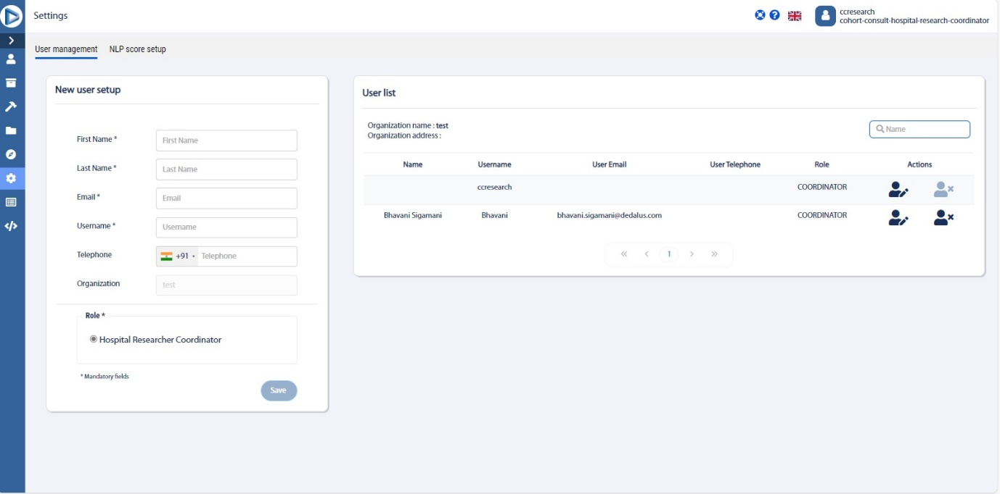 Settings
ccresearch
cohort-consult-hospital-research-coordinator
User management NLP score setup
New user setup
First Name * First Name
Last Name * Last Name
Email * Email
Username * Username
Telephone +91 Telephone
Organization test
Role *
Hospital Researcher Coordinator
* Mandatory fields
Save
User list
Organization name : test
Organization address :
Name
Name Username User Email User Telephone Role Actions
ccresearch COORDINATOR
Bhavani Sigamani Bhavani bhavani.sigamani@dedalus.com COORDINATOR
« < 1 > »